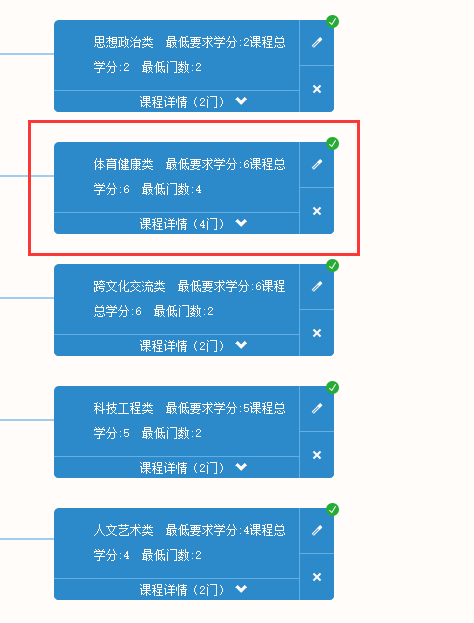 思想政治类 最低要求学分:2课程总
学分:2 最低门数:2
课程详情（2门）
体育健康类 最低要求学分:6课程总
学分:6 最低门数:4
课程详情（4门）
跨文化交流类 最低要求学分:6课程
总学分:6 最低门数:2
课程详情（2门）
科技工程类 最低要求学分:5课程总
学分:5 最低门数:2
课程详情（2门）
人文艺术类 最低要求学分:4课程总
学分:4 最低门数:2
课程详情（2门）